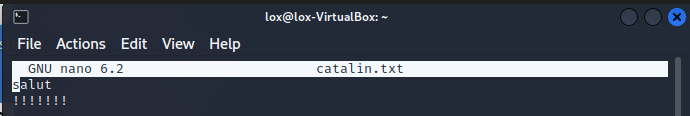 lox@lox-VirtualBox: ~
File Actions Edit View Help
GNU nano 6.2 catalin.txt
salut
!!!!!!!